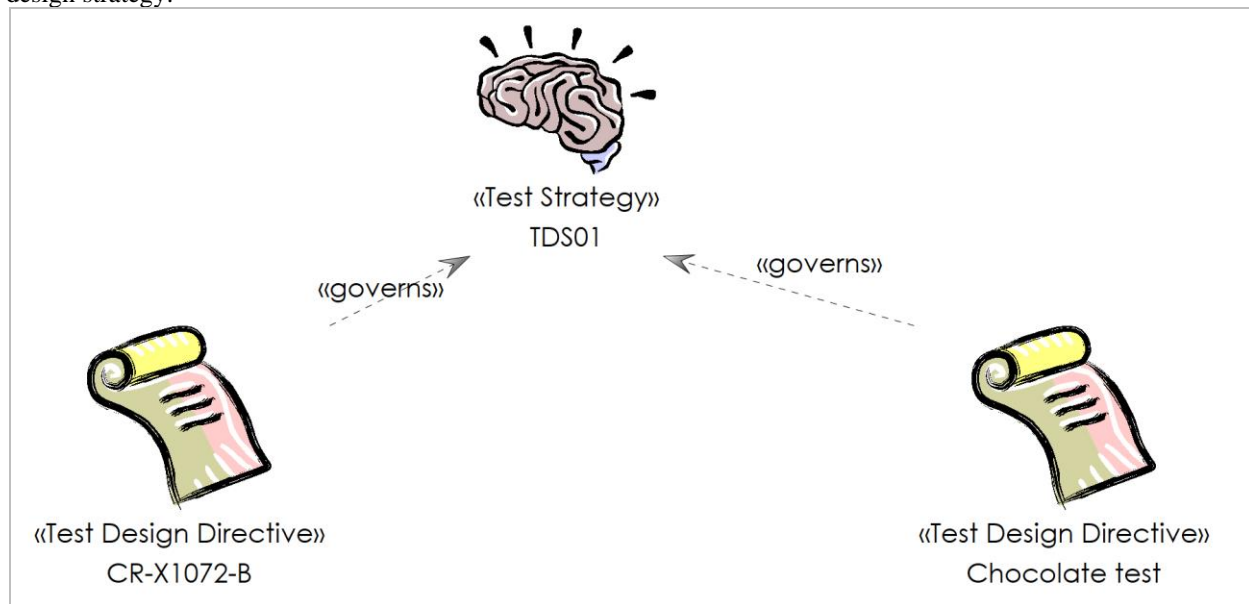 design strategy.
«Test Strategy»
TDS01
«governs»
«governs»
«Test Design Directive»
CR-X1072-B
«Test Design Directive»
Chocolate test